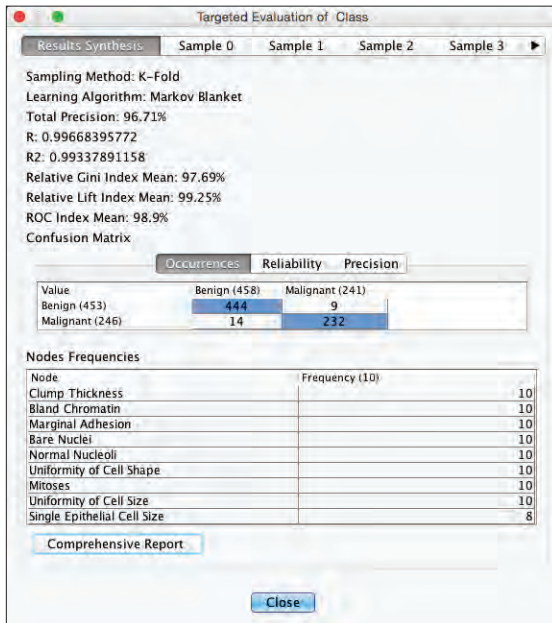 Targeted Evaluation of Class
Results Synthesis Sample 0 Sample 1 Sample 2 Sample 3
Sampling Method: K-Fold
Learning Algorithm: Markov Blanket
Total Precision: 96.71%
R: 0.99668395772
R2: 0.99337891158
Relative Gini Index Mean: 97.69%
Relative Lift Index Mean: 99.25%
ROC Index Mean: 98.9%
Confusion Matrix
Occurrences Reliability Precision
Value Benign (458) Malignant (241)
Benign (453) 444 9
Malignant (246) 14 232
Nodes Frequencies
Node Frequency (10)
Clump Thickness 10
Bland Chromatin 10
Marginal Adhesion 10
Bare Nuclei 10
Normal Nucleoli 10
Uniformity of Cell Shape 10
Mitoses 10
Uniformity of Cell Size 10
Single Epithelial Cell Size 8
Comprehensive Report
Close